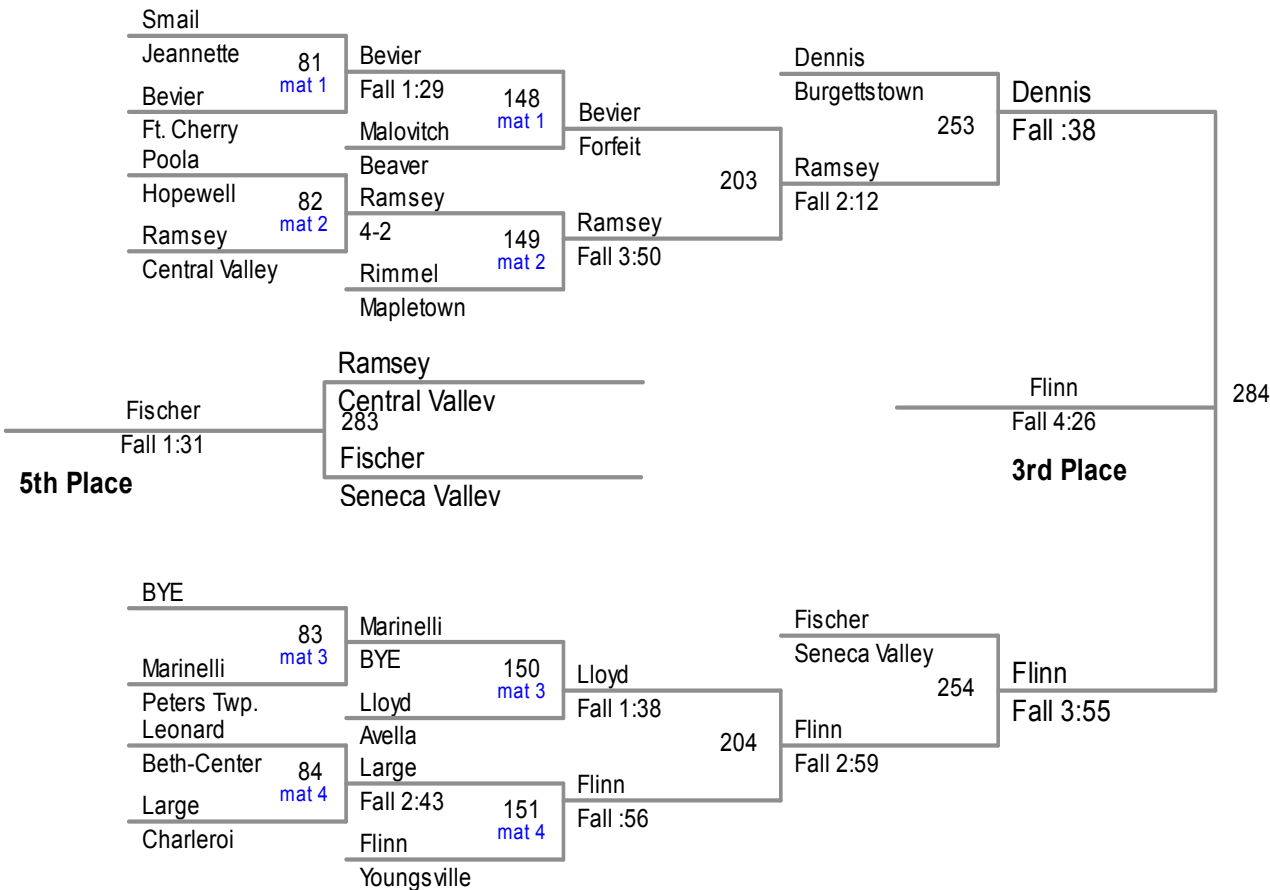 Smail
Jeannette
81
mat 1
Bevier
Ft. Cherry
Poola
Hopewell
82
mat 2
Ramsey
Central Valley
Bevier
Fall 1:29
148
mat 1
Malovitch
Beaver
Ramsey
4-2
149
mat 2
Rimmel
Mapletown
Bevier
Forfeit
203
Ramsey
Fall 3:50
Dennis
Burgettstown
253
Ramsey
Fall 2:12
Dennis
Fall :38
Ramsey
Central Valley
283
Fischer
Seneca Valley
Fischer
Fall 1:31
5th Place
Flinn
Fall 4:26
3rd Place
284
BYE
83
mat 3
Marinelli
Peters Twp.
Leonard
Beth-Center
84
mat 4
Large
Charleroi
Marinelli
BYE
150
mat 3
Lloyd
Avella
Large
Fall 2:43
151
mat 4
Flinn
Youngsville
Lloyd
Fall 1:38
204
Flinn
Fall :56
Fischer
Seneca Valley
254
Flinn
Fall 2:59
Flinn
Fall 3:55